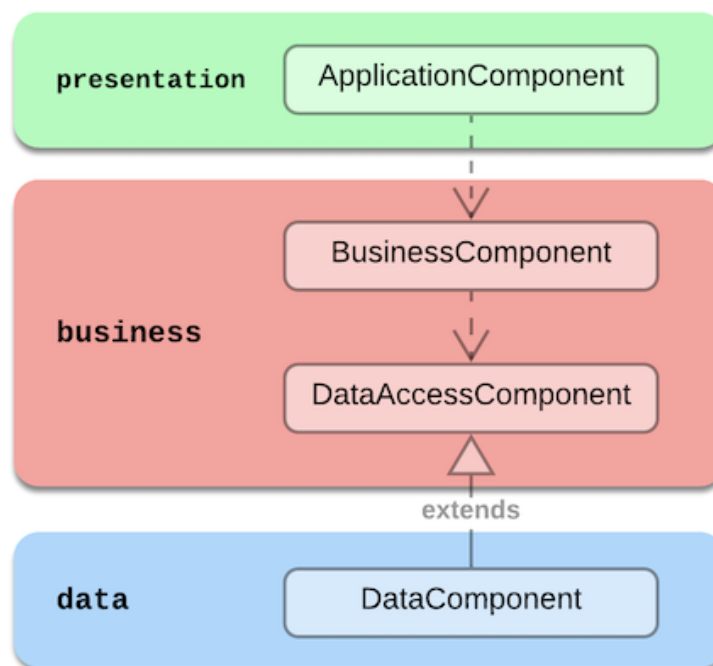 presentation
ApplicationComponent
BusinessComponent
business
DataAccessComponent
extends
data
DataComponent